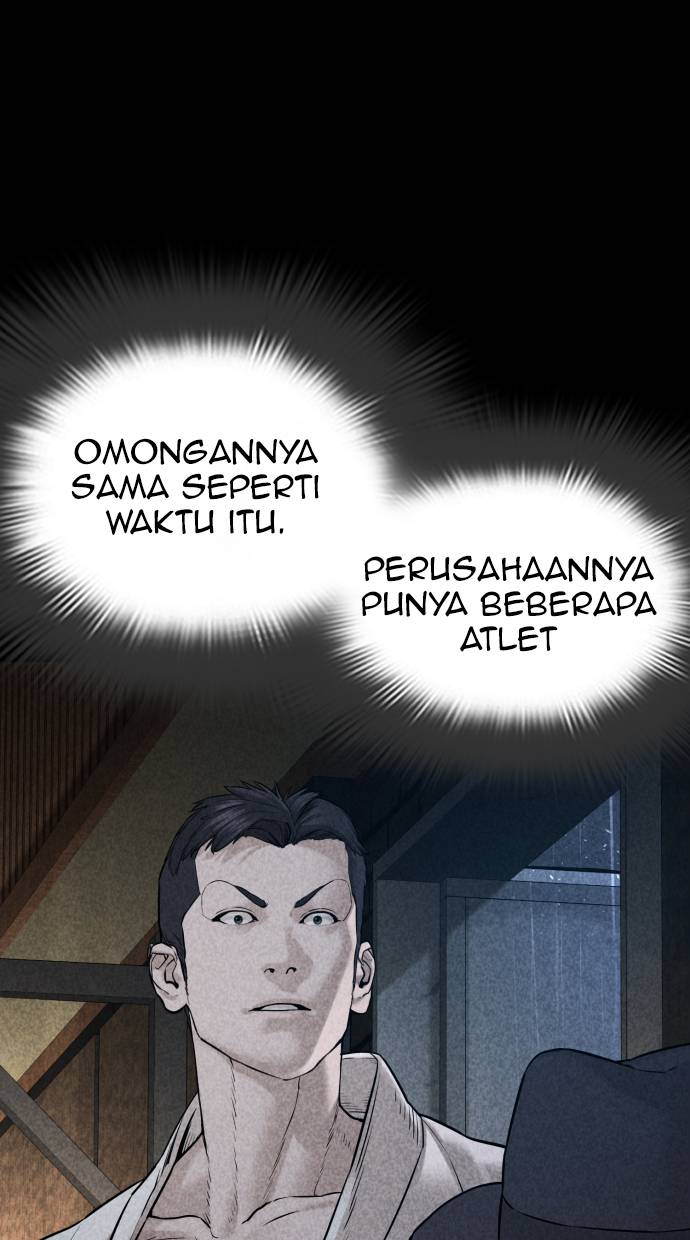 OMONGANNYA
SAMA SEPERTI
WAKTU ITU.
PERUSAHAANNYA
PUNYA BEBERAPA
ATLET